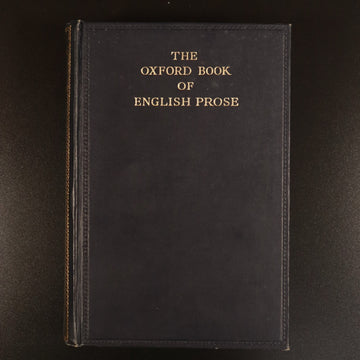 THE
OXFORD BOOK
OF
ENGLISH PROSE